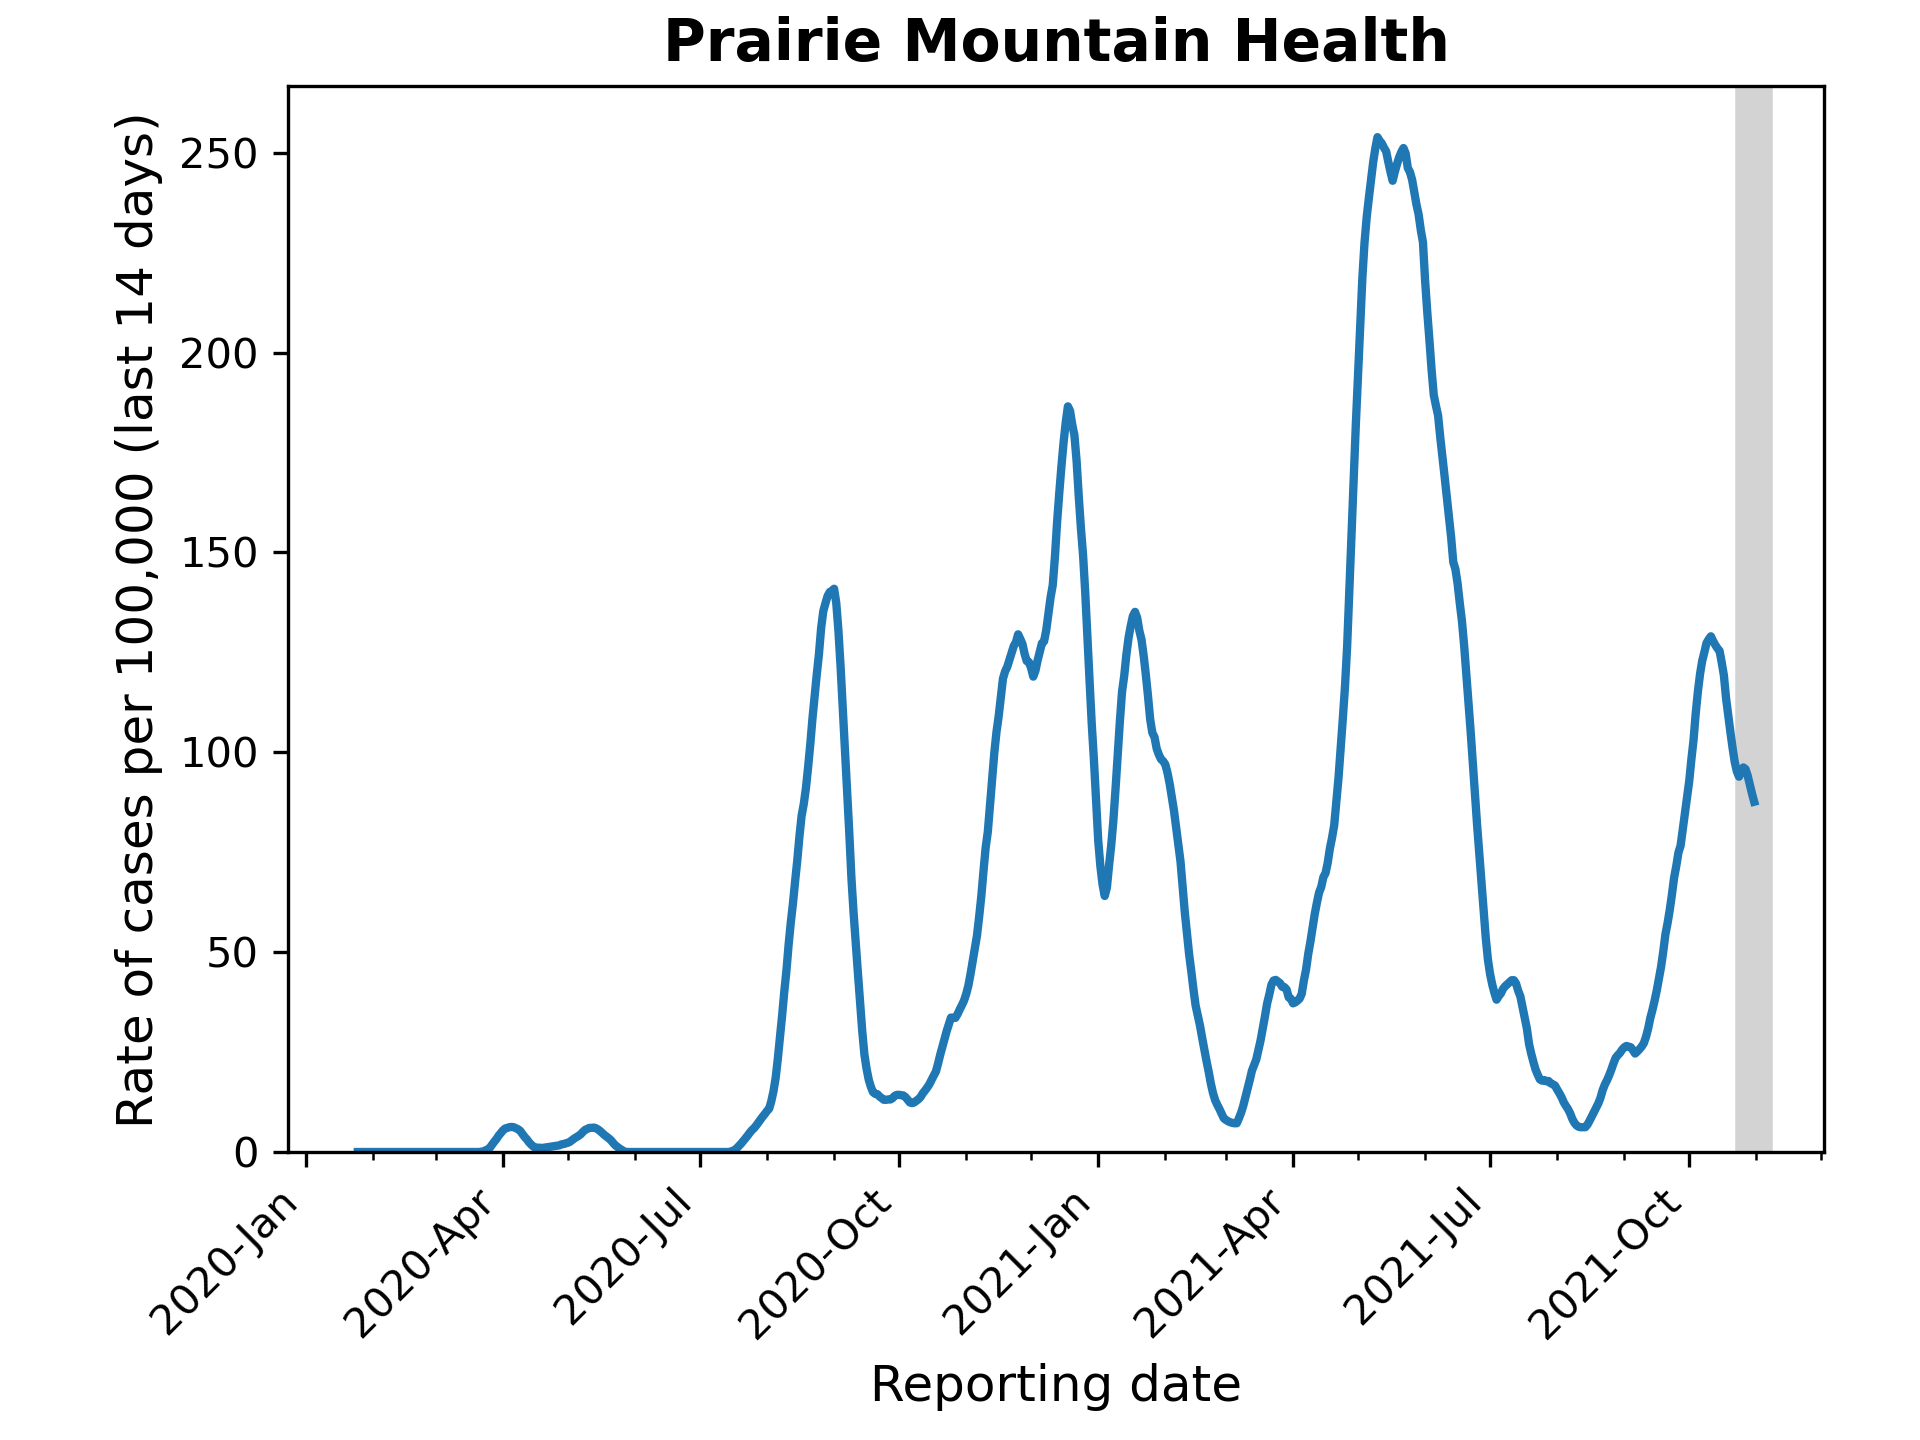 Prairie Mountain Health
Rate of cases per 100,000 (last 14 days)
250
200
150
100
50
0
2020-Jan
2020-Apr
2020-Jul
2020-Oct
2021-Jan
2021-Apr
2021-Jul
2021-Oct
Reporting date